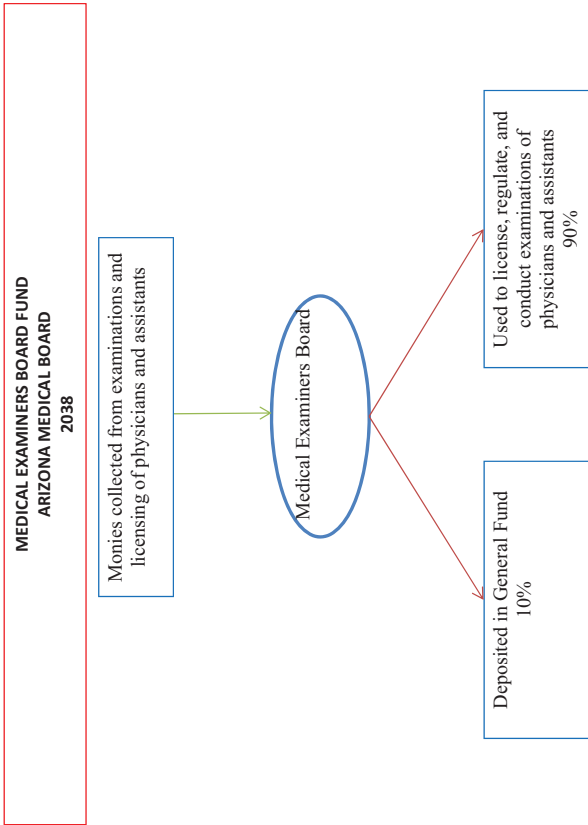 MEDICAL EXAMINERS BOARD FUND
ARIZONA MEDICAL BOARD
2038
Monies collected from examinations and
licensing of physicians and assistants
Medical Examiners Board
Deposited in General Fund
10%
Used to license, regulate, and
conduct examinations of
physicians and assistants
90%